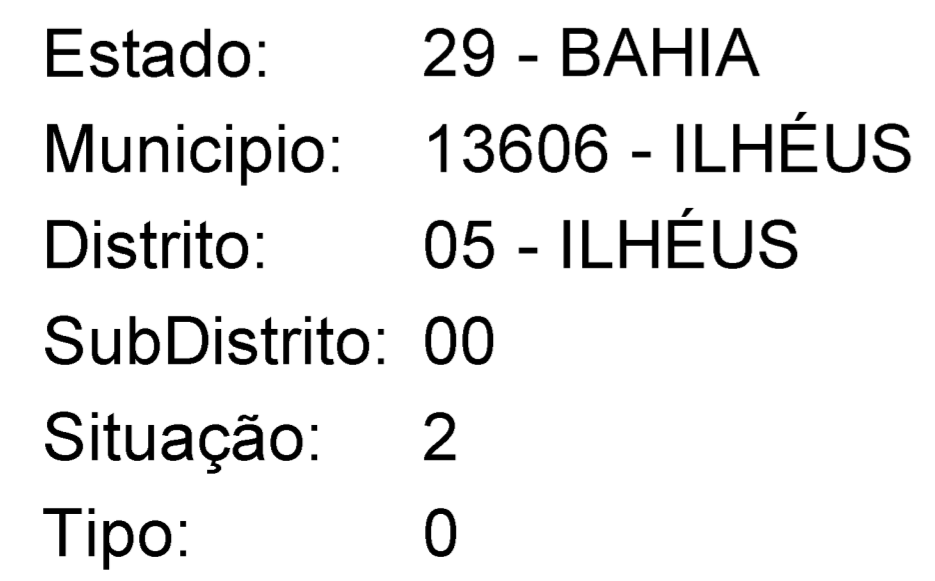 Estado: 29 - BAHIA
Municipio: 13606 - ILHÉUS
Distrito: 05 - ILHÉUS
SubDistrito: 00
Situação: 2
Tipo: 0